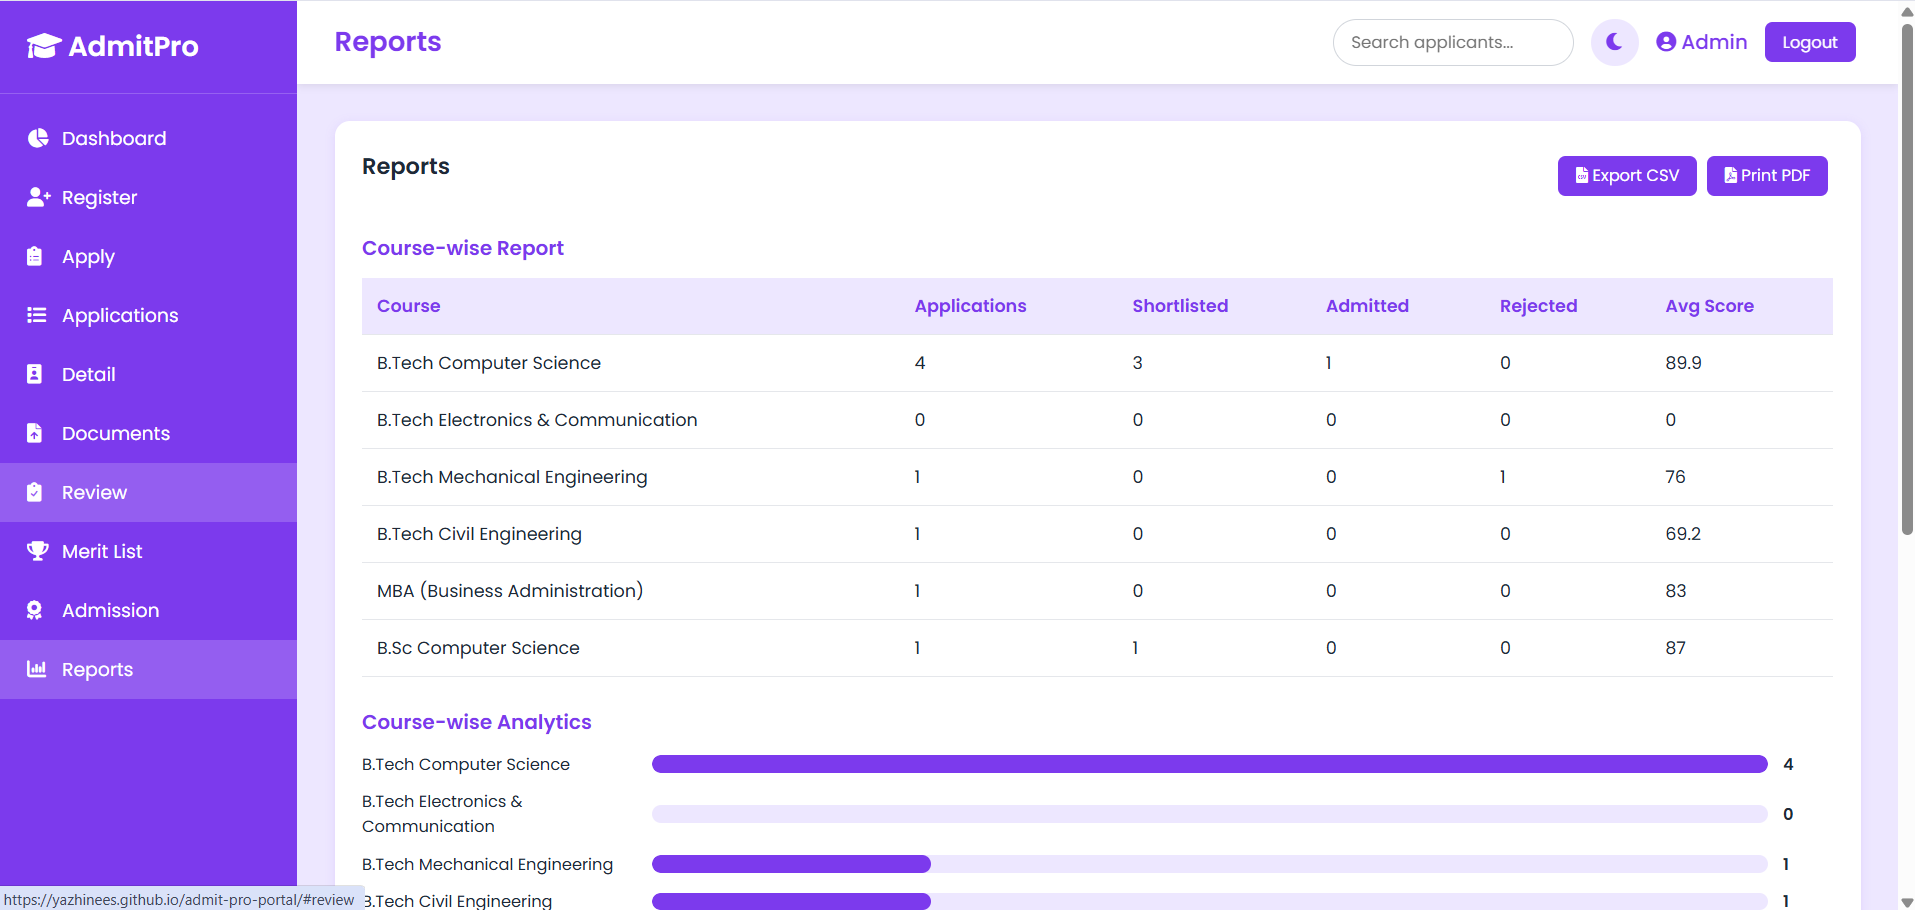 AdmitPro
Dashboard
Register
Apply
Applications
Detail
Documents
Review
Merit List
Admission
Reports
Reports
Search applicants...
Admin
Logout
Reports
Export CSV
Print PDF
Course-wise Report
Course Applications Shortlisted Admitted Rejected Avg Score
B.Tech Computer Science 4 3 1 0 89.9
B.Tech Electronics & Communication 0 0 0 0 0
B.Tech Mechanical Engineering 1 0 0 1 76
B.Tech Civil Engineering 1 0 0 0 69.2
MBA (Business Administration) 1 0 0 0 83
B.Sc Computer Science 1 1 0 0 87
Course-wise Analytics
B.Tech Computer Science 4
B.Tech Electronics &
Communication 0
B.Tech Mechanical Engineering 1
B.Tech Civil Engineering 1
https://yazhinees.github.io/admit-pro-portal/#review